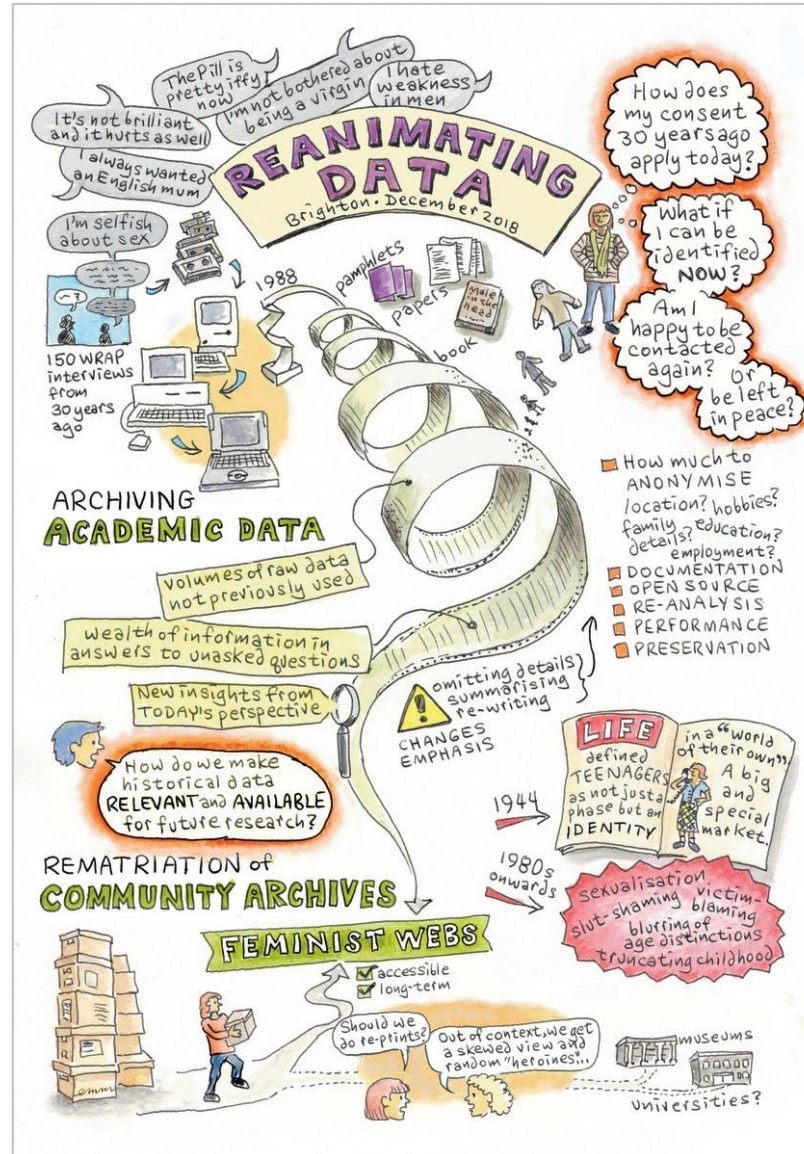 The Pill is
pretty iffy
now
I'm not bothered about
being a virgin
I hate
weakness
in men
It's not brilliant
and it hurts as well
I always wanted
an English mum
I'm selfish
about sex
REANIMATING
DATA
Brighton • December 2018
How does
my consent
30 years ago
apply today?
What if
I can be
identified
NOW?
Am I
happy to be
contacted
again?
Or
be left
in peace?
150 WRAP
interviews
from
30 years
ago
1988
pamphlets
papers
book
Male
in the
head
ARCHIVING
ACADEMIC DATA
volumes of raw data
not previously used
wealth of information in
answers to unasked questions
New insights from
TODAY's perspective
How do we make
historical data
RELEVANT and AVAILABLE
for future research?
How much to
ANONYMISE
location? hobbies?
family details? education?
employment?
DOCUMENTATION
OPEN SOURCE
RE-ANALYSIS
PERFORMANCE
PRESERVATION
!
omitting details
summarising
re-writing
CHANGES
EMPHASIS
1944
LIFE
defined
TEENAGERS
as not just a
phase but an
IDENTITY
in a "world
of their own"
A big
and
special
market.
1980s
onwards
sexualisation
slut-shaming victim-blaming
blurring of
age distinctions
truncating childhood
REMATRIATION of
COMMUNITY ARCHIVES
FEMINIST WEBS
accessible
long-term
Should we
do re-prints?
Out of context, we get
a skewed view and
random "heroines"...
museums
universities?
emm